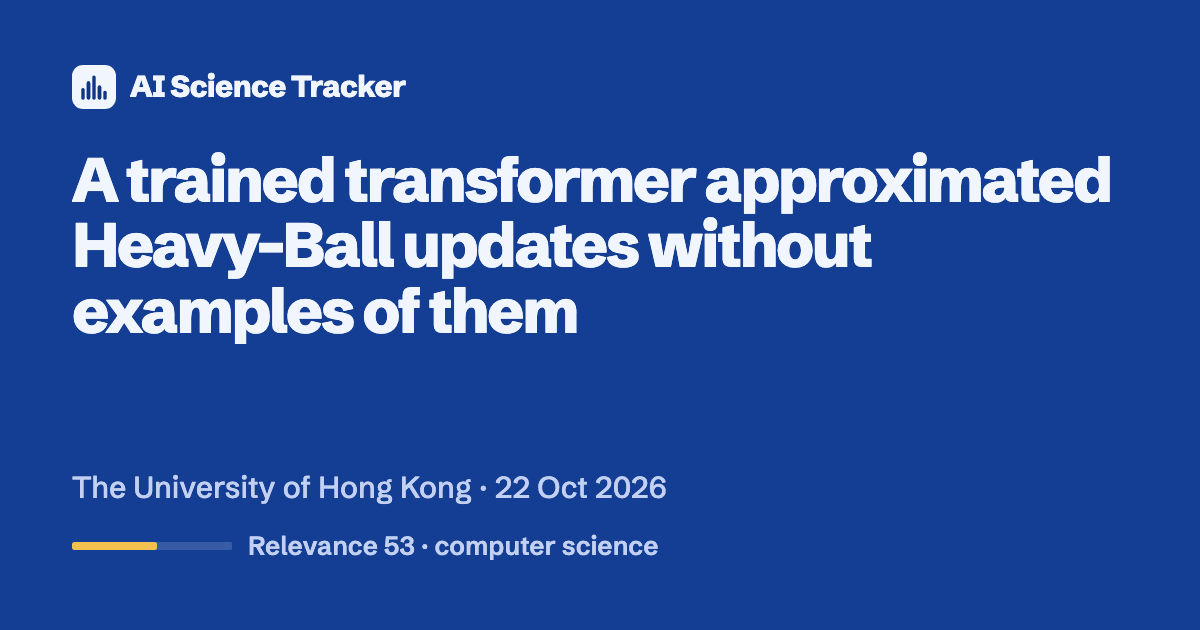 AI Science Tracker
A trained transformer approximated
Heavy-Ball updates without
examples of them
The University of Hong Kong · 22 Oct 2026
Relevance 53 · computer science